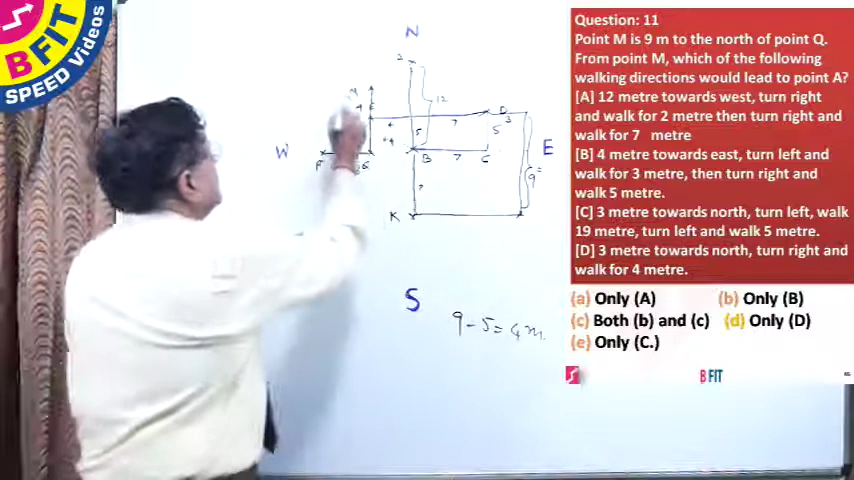 B FIT
SPEED Videos
N
W
E
S
2
12
M
4
7
D
3
5
5
B
7
C
9
K
9-5=4m.
Question: 11
Point M is 9 m to the north of point Q.
From point M, which of the following
walking directions would lead to point A?
[A] 12 metre towards west, turn right
and walk for 2 metre then turn right and
walk for 7 metre
[B] 4 metre towards east, turn left and
walk for 3 metre, then turn right and
walk 5 metre.
[C] 3 metre towards north, turn left, walk
19 metre, turn left and walk 5 metre.
[D] 3 metre towards north, turn right and
walk for 4 metre.
(a) Only (A) (b) Only (B)
(c) Both (b) and (c) (d) Only (D)
(e) Only (C.)
B FIT